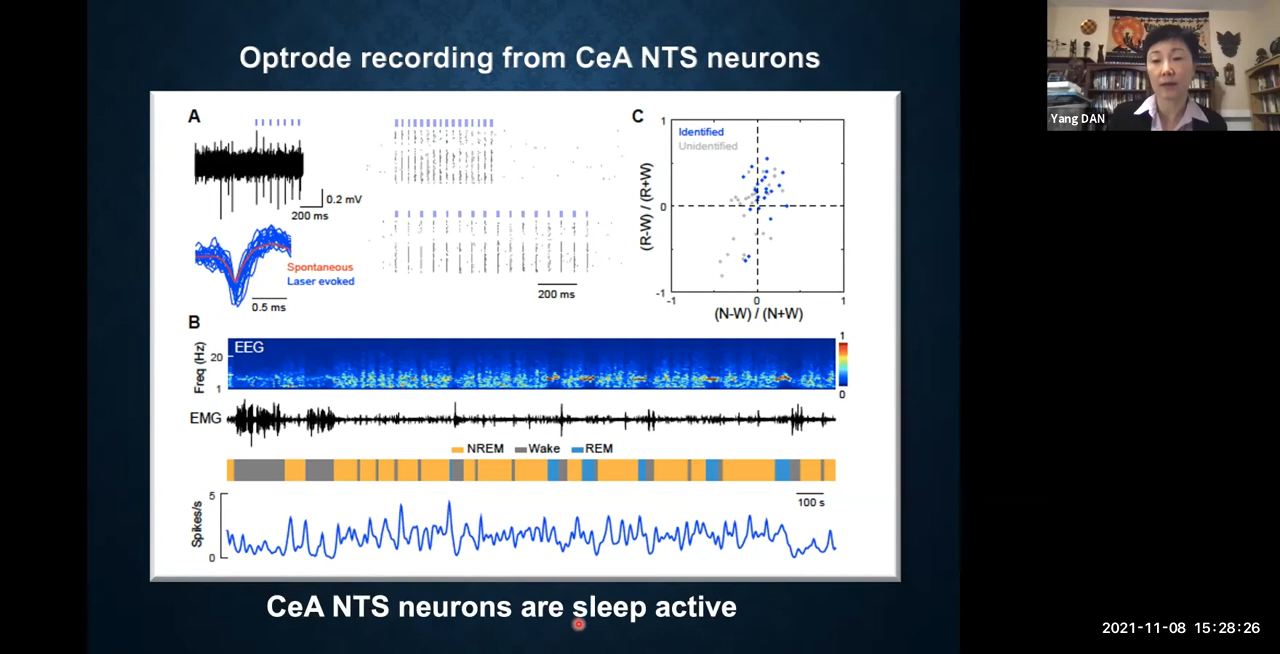 Optrode recording from CeA NTS neurons
A
0.2 mV
200 ms
Spontaneous
Laser evoked
0.5 ms
200 ms
C
Identified
Unidentified
(R-W) / (R+W)
1
0
-1
-1
0
1
(N-W) / (N+W)
B
EEG
Freq (Hz)
20
1
1
0
EMG
NREM
Wake
REM
100 s
Spikes/s
5
0
CeA NTS neurons are sleep active
Yang DAN
2021-11-08 15:28:26